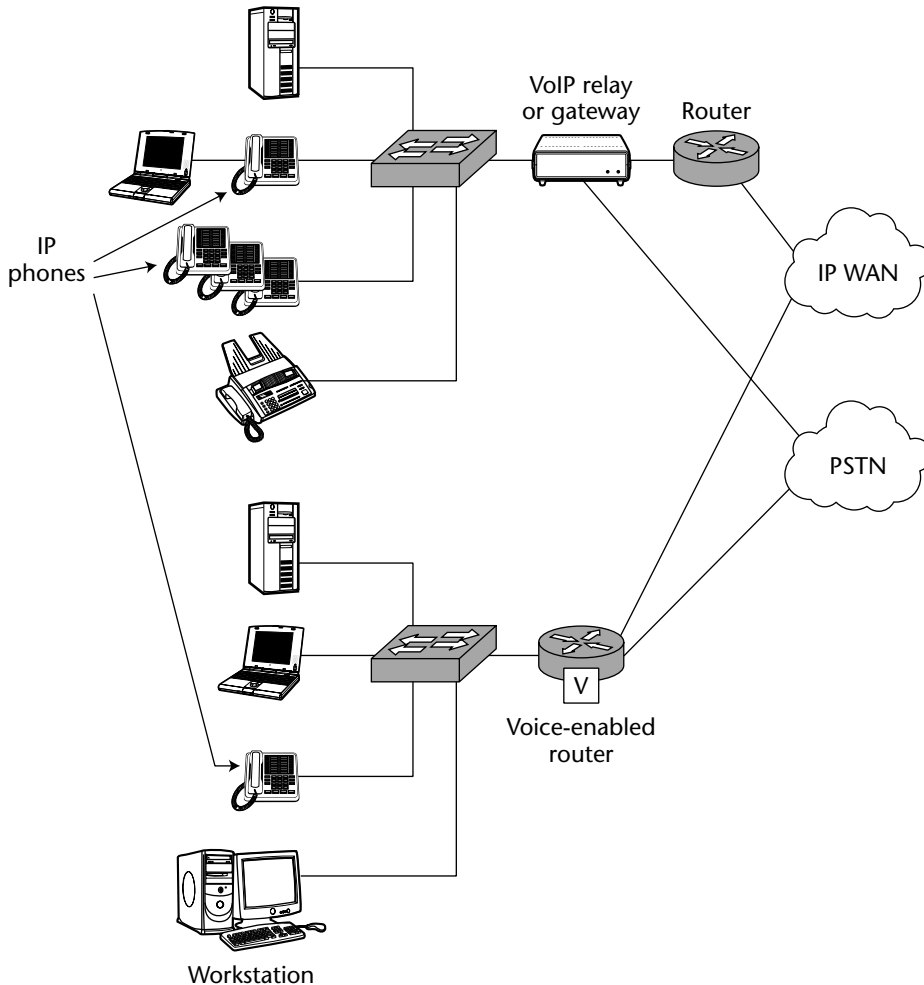 VoIP relay
or gateway
Router
IP
phones
IP WAN
PSTN
V
Voice-enabled
router
Workstation